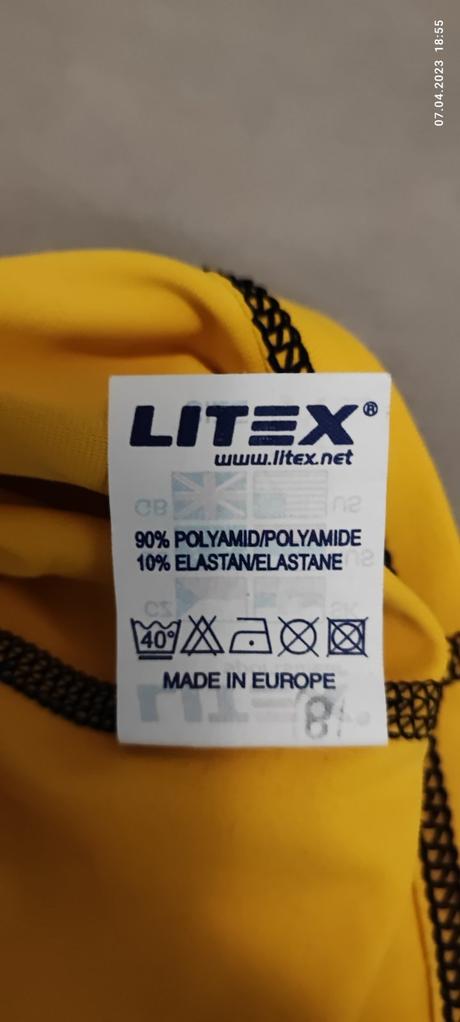 07.04.2023 18:55
LITEX®
www.litex.net
90% POLYAMID/POLYAMIDE
10% ELASTAN/ELASTANE
40°
MADE IN EUROPE